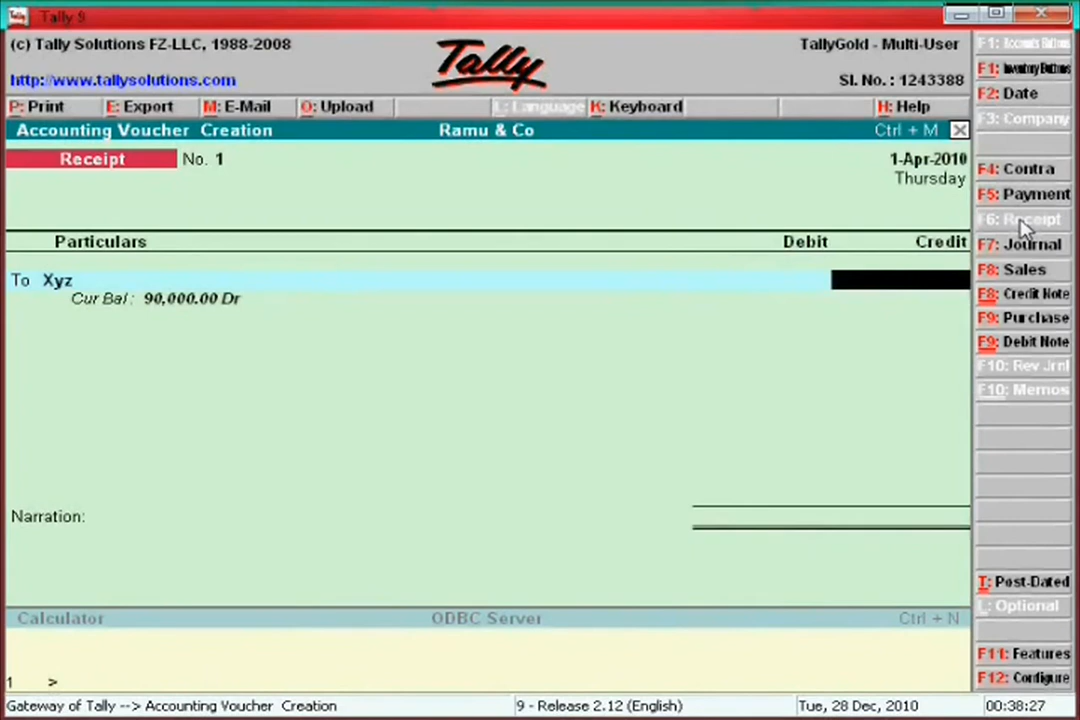 Tally 9
(c) Tally Solutions FZ-LLC, 1988-2008
Tally
TallyGold - Multi-User
http://www.tallysolutions.com
Sl. No. : 1243388
P: Print E: Export M: E-Mail O: Upload L: Language K: Keyboard H: Help
Accounting Voucher Creation Ramu & Co Ctrl + M
Receipt No. 1 1-Apr-2010
Thursday
Particulars Debit Credit
To Xyz
Cur Bal : 90,000.00 Dr
Narration:
Calculator ODBC Server Ctrl + N
1 >
Gateway of Tally --> Accounting Voucher Creation 9 - Release 2.12 (English) Tue, 28 Dec, 2010 00:38:27
F1: Accounts Buttons
F1: Inventory Buttons
F2: Date
F3: Company
F4: Contra
F5: Payment
F6: Receipt
F7: Journal
F8: Sales
F8: Credit Note
F9: Purchase
F9: Debit Note
F10: Rev Jrnl
F10: Memos
T: Post-Dated
L: Optional
F11: Features
F12: Configure